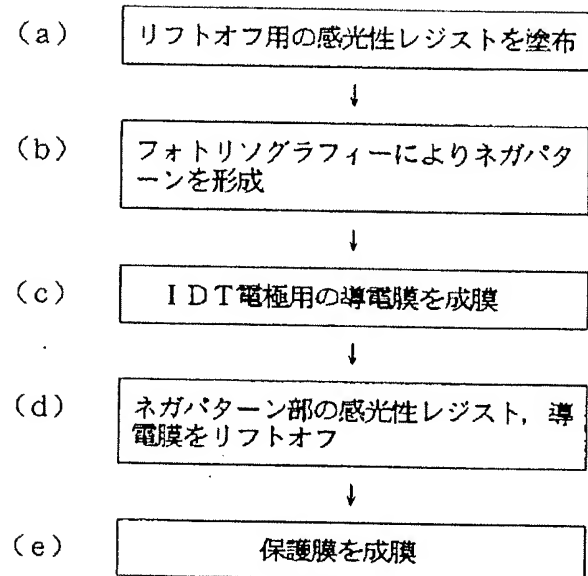 (a) リフトオフ用の感光性レジストを塗布
↓
(b) フォトリソグラフィーによりネガパタ
ーンを形成
↓
(c) IDT電極用の導電膜を成膜
↓
(d) ネガパターン部の感光性レジスト,導
電膜をリフトオフ
↓
(e) 保護膜を成膜